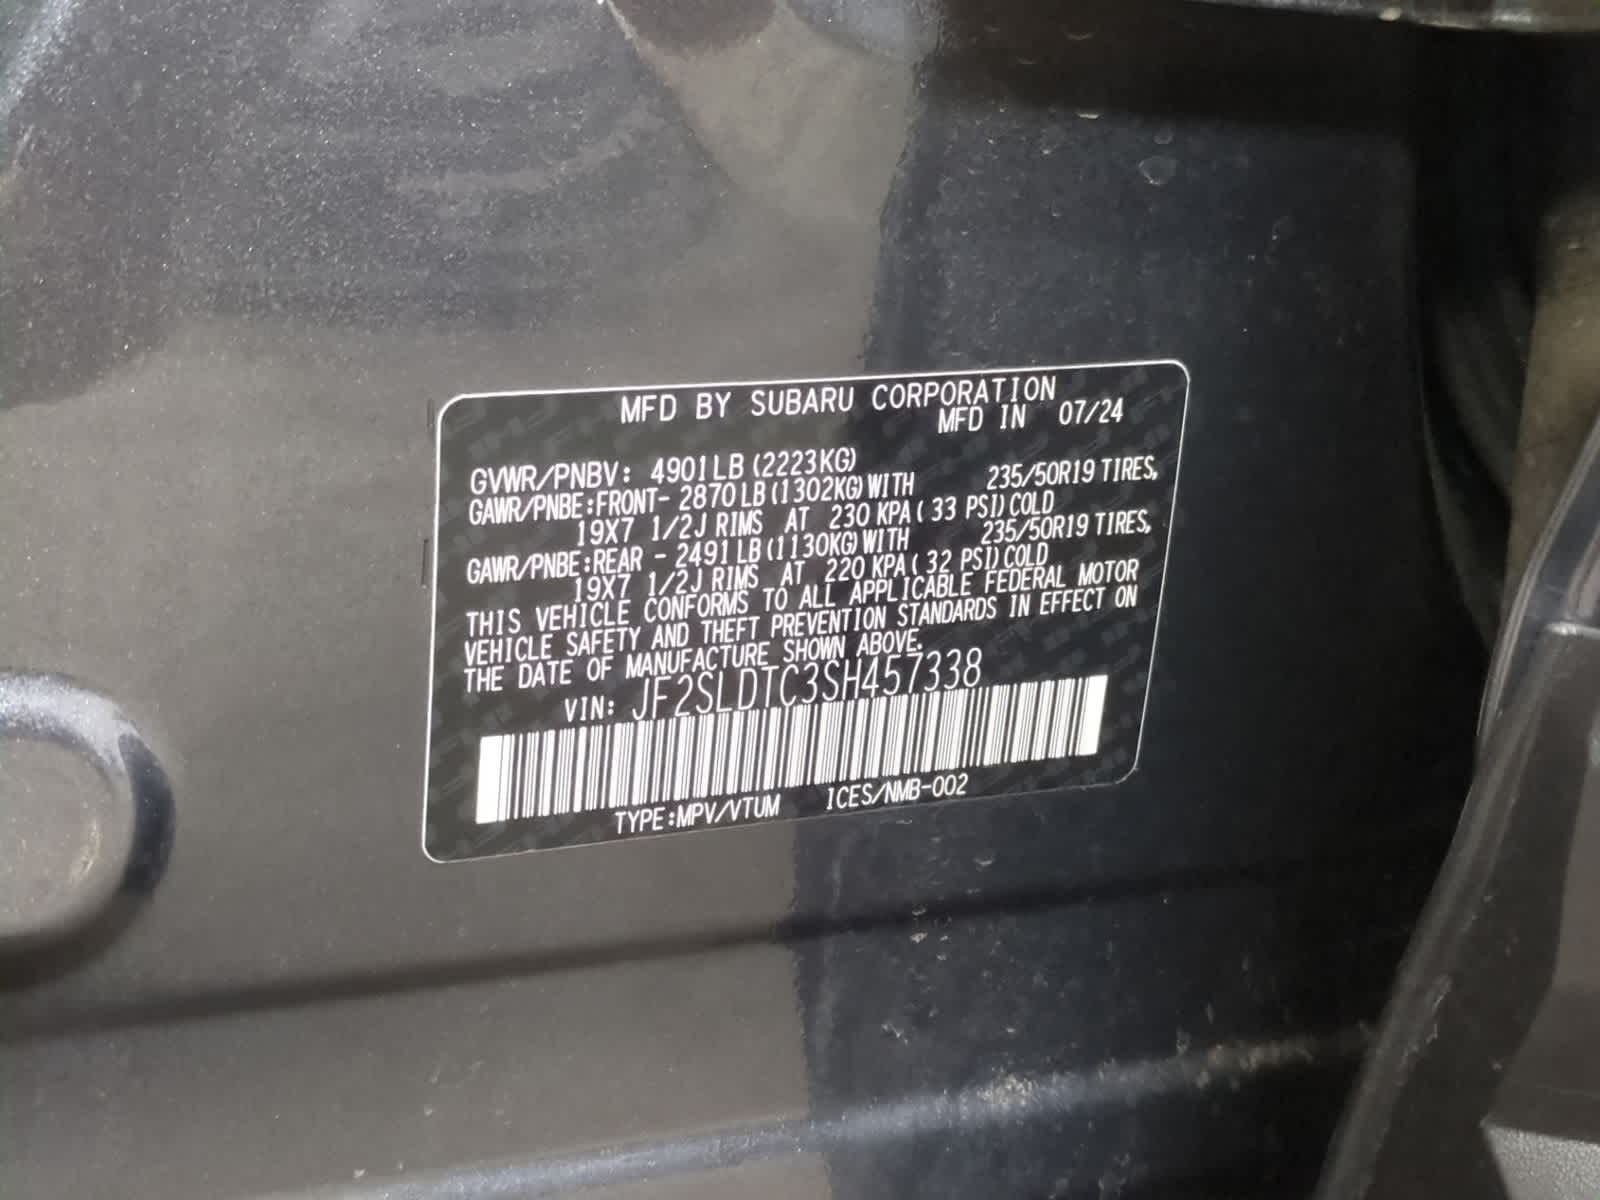 MFD BY SUBARU CORPORATION
MFD IN 07/24
GVWR/PNBV: 4901LB (2223KG)
GAWR/PNBE:FRONT- 2870LB(1302KG)WITH 235/50R19 TIRES,
19X7 1/2J RIMS AT 230 KPA( 33 PSI)COLD
GAWR/PNBE:REAR - 2491LB(1130KG)WITH 235/50R19 TIRES,
19X7 1/2J RIMS AT 220 KPA( 32 PSI)COLD
THIS VEHICLE CONFORMS TO ALL APPLICABLE FEDERAL MOTOR
VEHICLE SAFETY AND THEFT PREVENTION STANDARDS IN EFFECT ON
THE DATE OF MANUFACTURE SHOWN ABOVE.
VIN: JF2SLDTC3SH457338
TYPE:MPV/VTUM ICES/NMB-002